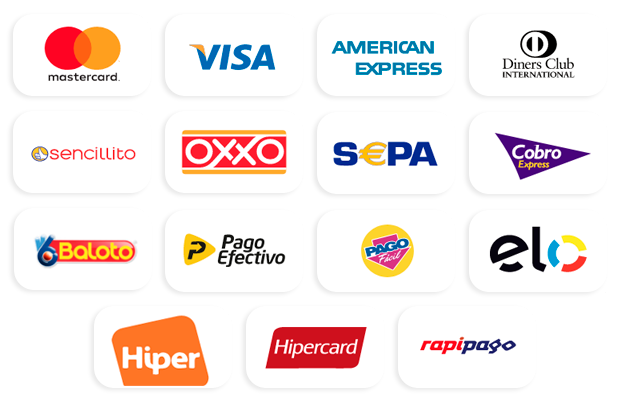 mastercard.
VISA
AMERICAN
EXPRESS
Diners Club
INTERNATIONAL
sencillito
OXXO
S€PA
Cobro
Express
Baloto
Pago
Efectivo
PAGO
Fácil
elo
Hiper
Hipercard
rapipago